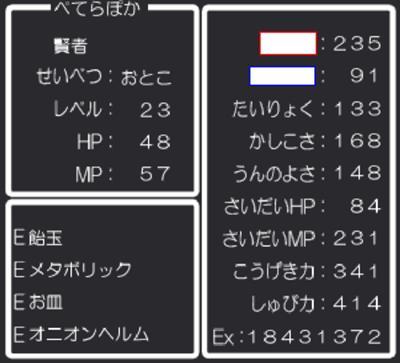 ぺてらぽか
賢者
せいべつ：おとこ
レベル：２３
HP：４８
MP：５７
E飴玉
Eメタボリック
Eお皿
Eオニオンヘルム
：２３５
：９１
たいりょく：１３３
かしこさ：１６８
うんのよさ：１４８
さいだいHP：８４
さいだいMP：２３１
こうげき力：３４１
しゅび力：４１４
Ex：１８４３１３７２